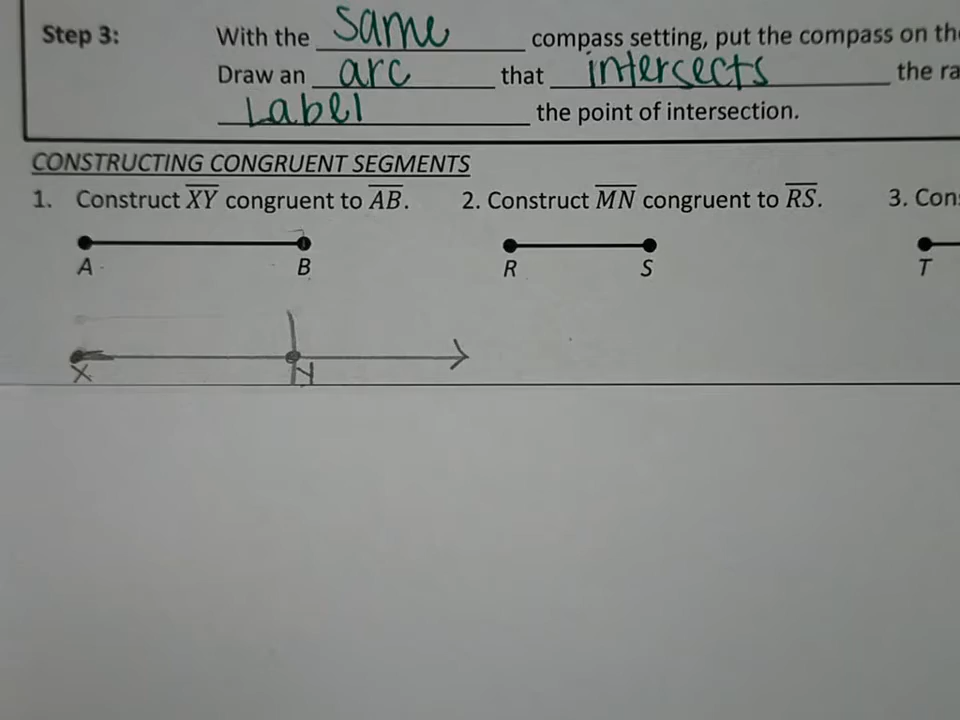 Step 3: With the same compass setting, put the compass on th
Draw an arc that intersects the ra
Label the point of intersection.
CONSTRUCTING CONGRUENT SEGMENTS
1. Construct XY congruent to AB. 2. Construct MN congruent to RS. 3. Cons
A B R S T
X Y